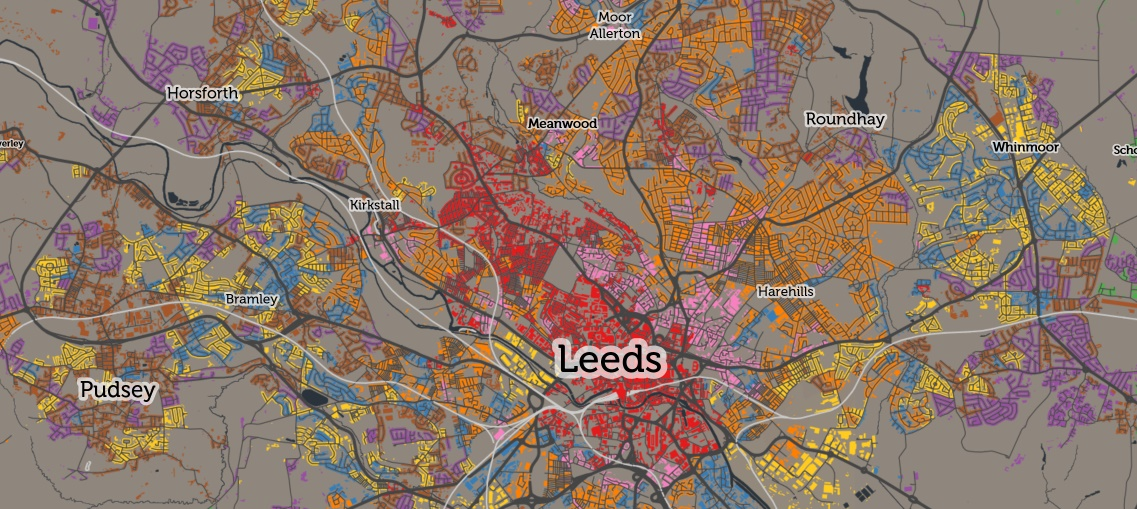 Moor
Allerton
Horsforth
Meanwood
Roundhay
Whinmoor
Kirkstall
Bramley
Harehills
Leeds
Pudsey